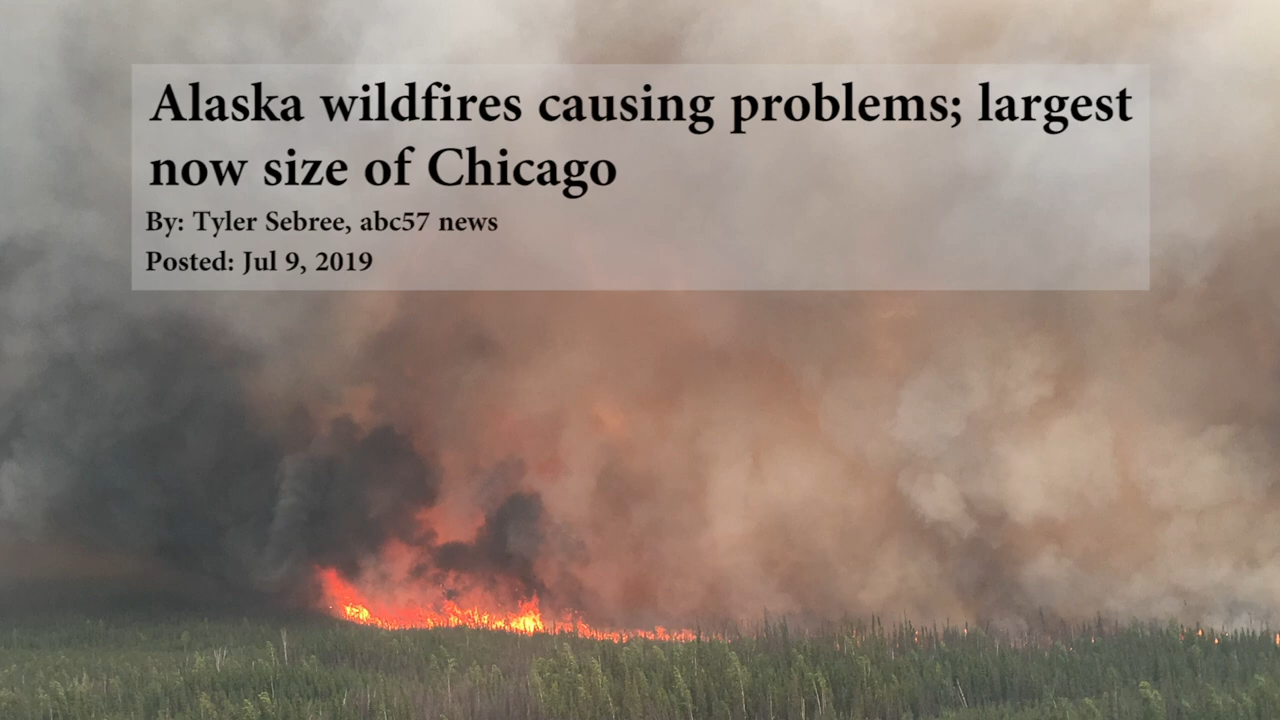 Alaska wildfires causing problems; largest
now size of Chicago
By: Tyler Sebree, abc57 news
Posted: Jul 9, 2019